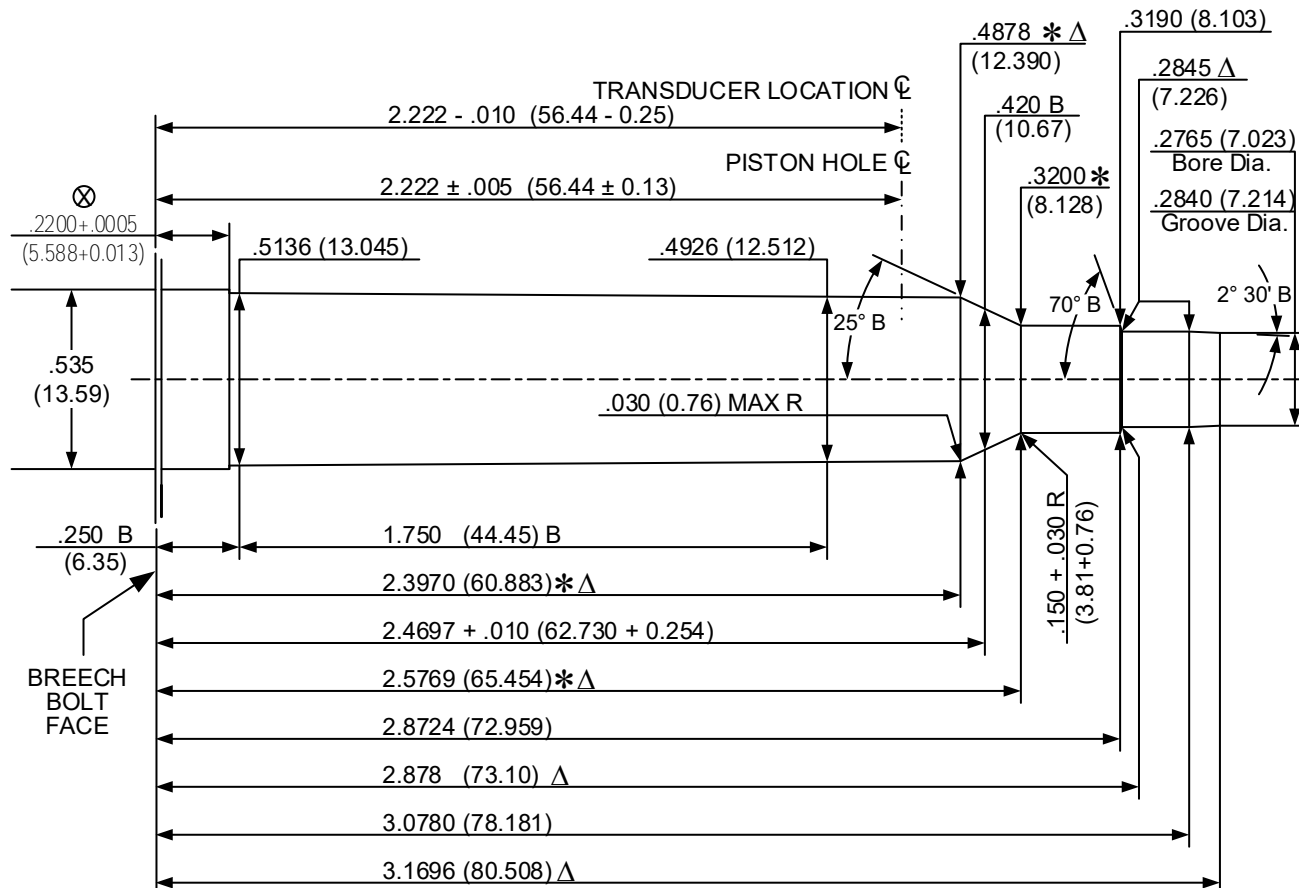 .4878 ✻ Δ
(12.390)
.3190 (8.103)
.2845 Δ
(7.226)
TRANSDUCER LOCATION ℄
2.222 - .010 (56.44 - 0.25)
.420 B
(10.67)
.2765 (7.023)
Bore Dia.
PISTON HOLE ℄
2.222 ± .005 (56.44 ± 0.13)
.3200 ✻
(8.128)
.2840 (7.214)
Groove Dia.
⊗
.2200+.0005
(5.588+0.013)
.5136 (13.045)
.4926 (12.512)
25° B
70° B
2° 30' B
.535
(13.59)
.030 (0.76) MAX R
.150 + .030 R
(3.81+0.76)
.250 B
(6.35)
1.750 (44.45) B
2.3970 (60.883)✻ Δ
2.4697 + .010 (62.730 + 0.254)
BREECH
BOLT
FACE
2.5769 (65.454)✻ Δ
2.8724 (72.959)
2.878 (73.10) Δ
3.0780 (78.181)
3.1696 (80.508) Δ